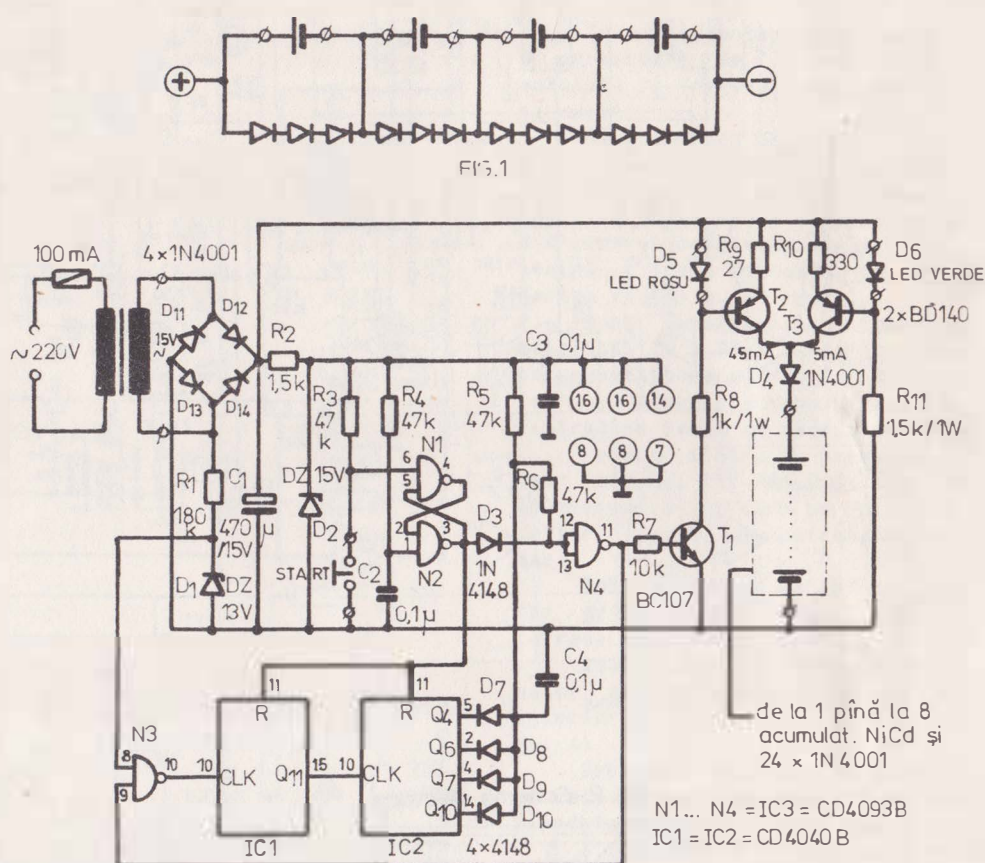 FIG.1
100 mA
4×1N4001
D11
15V
~
D12
D13
D14
~220V
R2
1,5k
R1
180
k
C1
470
μ
/15V
D1
DZ
13V
DZ
15V
D2
START
R3
47
k
R4
47k
C2
0,1μ
N1
6
5
4
N2
2
3
D3
1N
4148
R5
47k
C3
0,1μ
16
16
14
8
8
7
R6
47k
12
13
11
N4
R7
10k
T1
BC107
D5
LED ROSU
R9
27
R10
330
D6
LED VERDE
T2
T3
2×BD140
45mA
5mA
D4
1N4001
R8
1k/1w
R11
1,5k/1W
C4
0,1μ
N3
8
9
10
10
CLK
R
11
Q11
15
IC1
10
CLK
R
11
IC2
Q4
5
D7
Q6
2
D8
Q7
4
D9
Q10
14
D10
4×4148
de la 1 pînă la 8
acumulat. NiCd și
24 × 1N4001
N1... N4 = IC3 = CD4093B
IC1 = IC2 = CD4040B